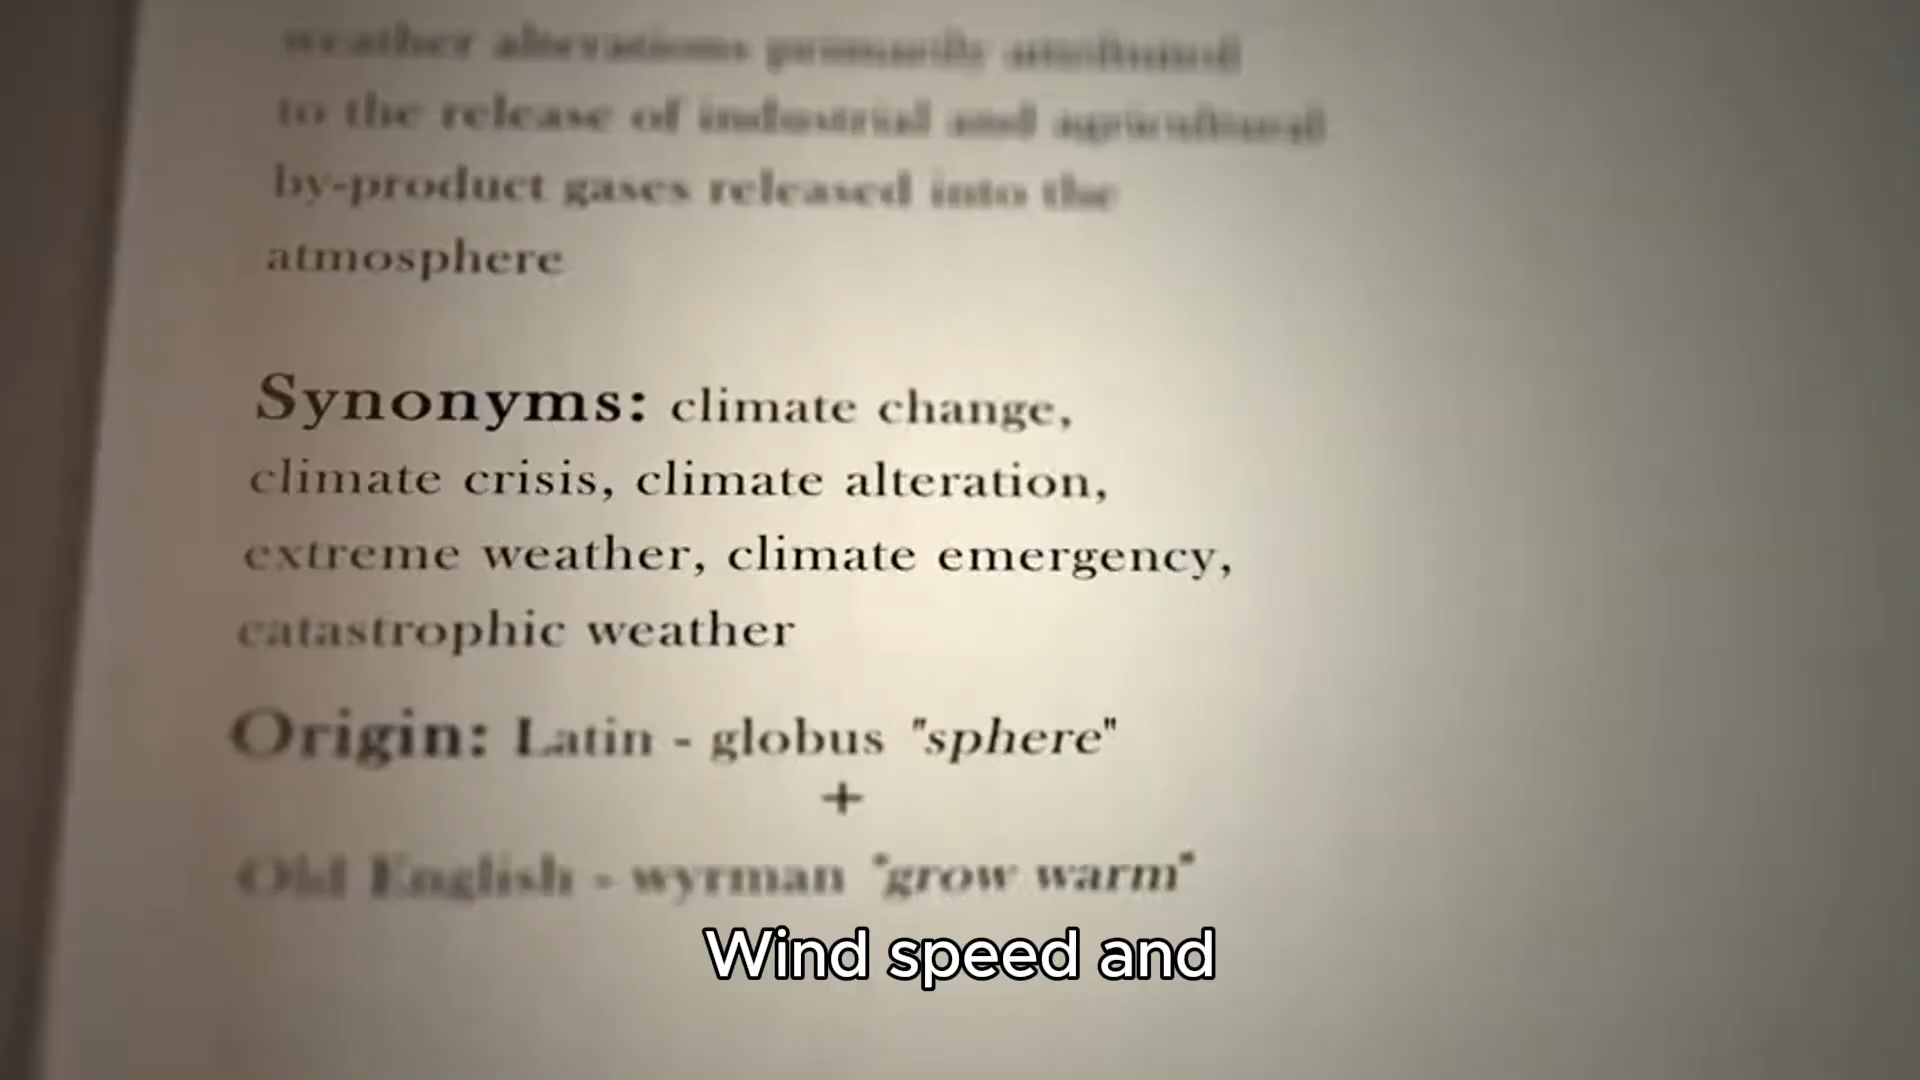 weather alterations primarily attributed
to the release of industrial and agricultural
by-product gases released into the
atmosphere
Synonyms: climate change,
climate crisis, climate alteration,
extreme weather, climate emergency,
catastrophic weather
Origin: Latin - globus "sphere"
+
Old English - wyrman "grow warm"
Wind speed and